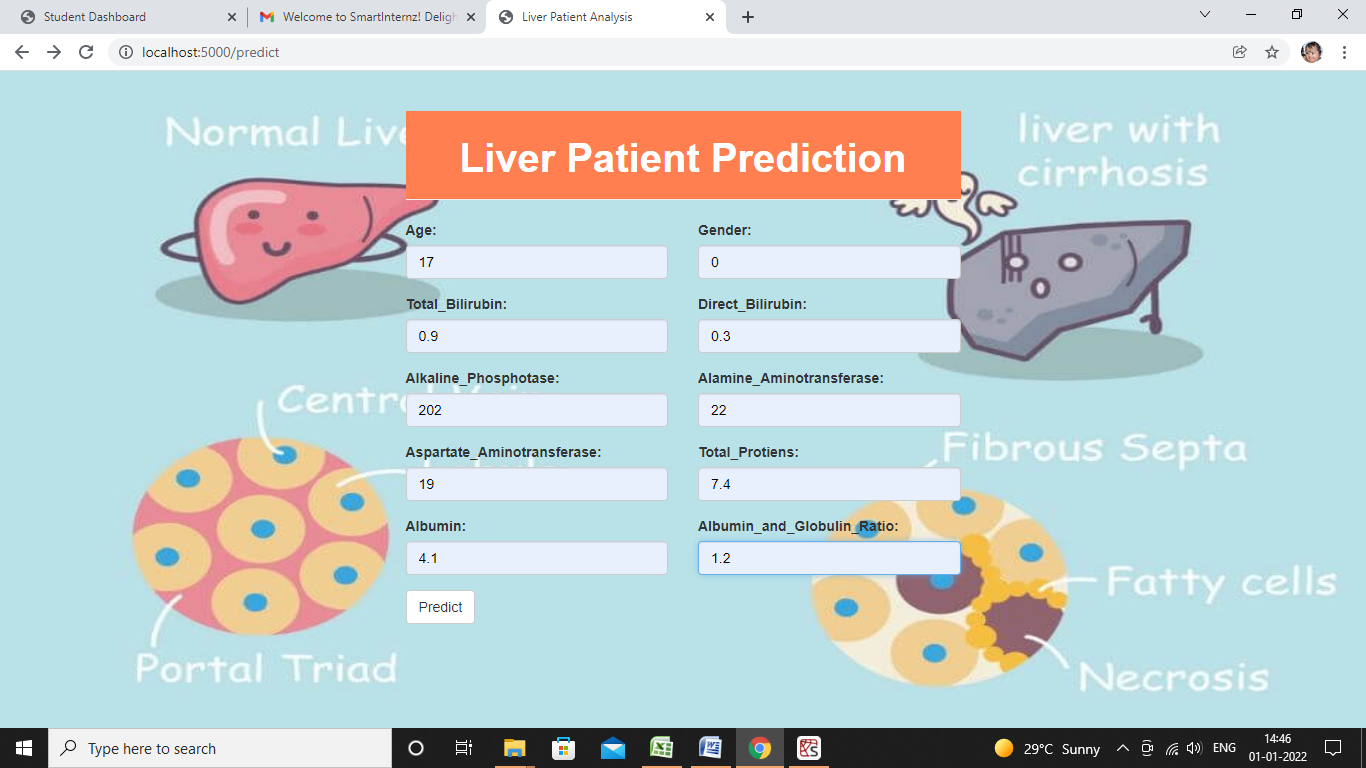 Student Dashboard
Welcome to SmartInternz! Deligh
Liver Patient Analysis
localhost:5000/predict
Normal Live
liver with
cirrhosis
Liver Patient Prediction
Age: Gender:
17 0
Total_Bilirubin: Direct_Bilirubin:
0.9 0.3
Alkaline_Phosphotase: Alamine_Aminotransferase:
202 22
Central Vein
Aspartate_Aminotransferase: Total_Protiens:
Fibrous Septa
19 7.4
Albumin: Albumin_and_Globulin_Ratio:
4.1 1.2
Fatty cells
Predict
Portal Triad
Necrosis
Type here to search
29°C Sunny
ENG
14:46
01-01-2022